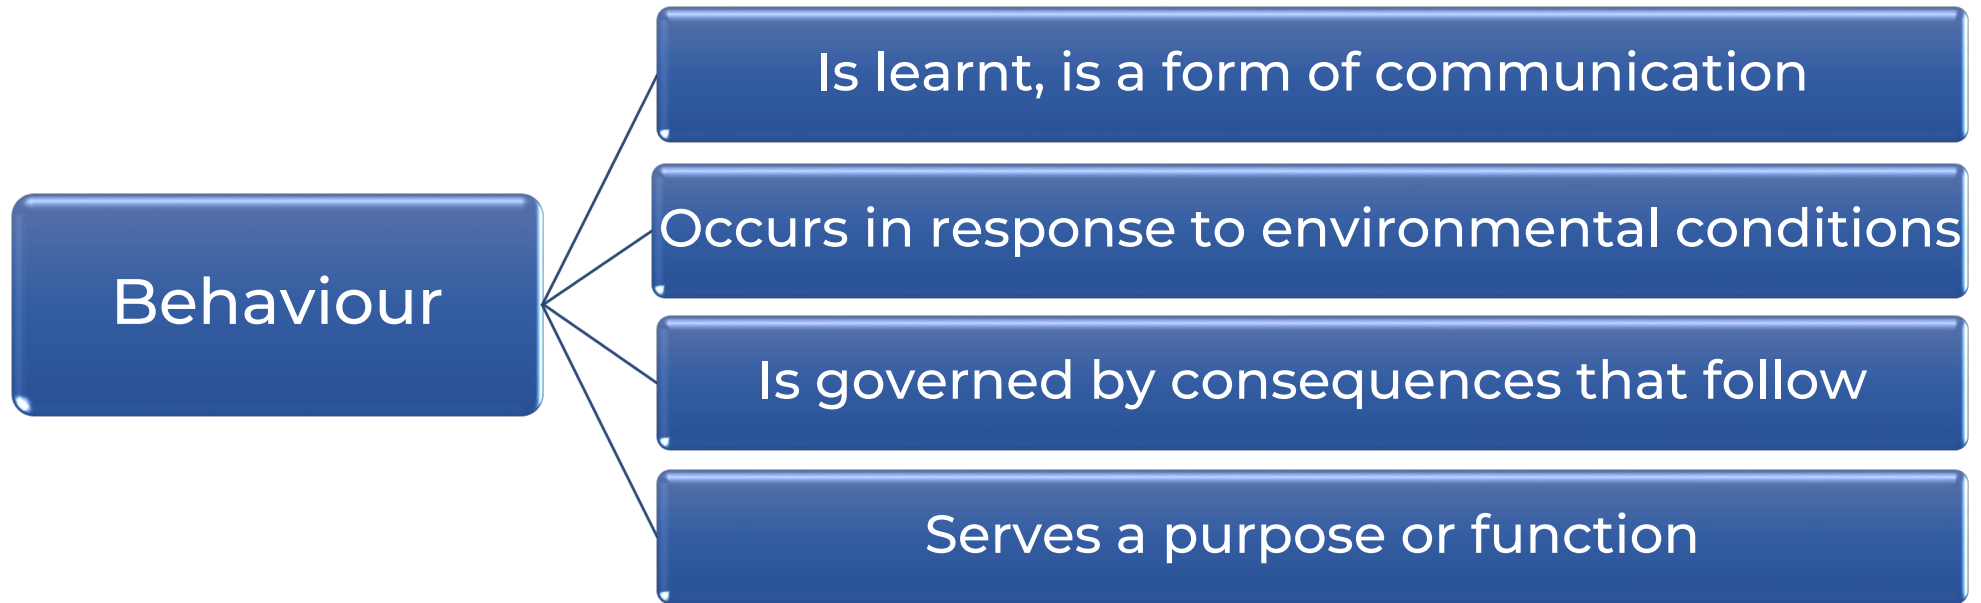 Behaviour
Is learnt, is a form of communication
Occurs in response to environmental conditions
Is governed by consequences that follow
Serves a purpose or function